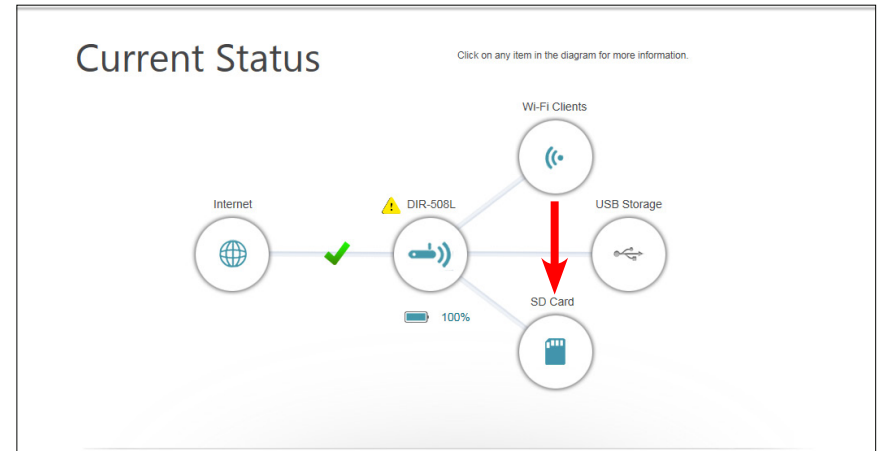 Current Status
Click on any item in the diagram for more information.
Wi-Fi Clients
Internet
DIR-508L
USB Storage
SD Card
100%